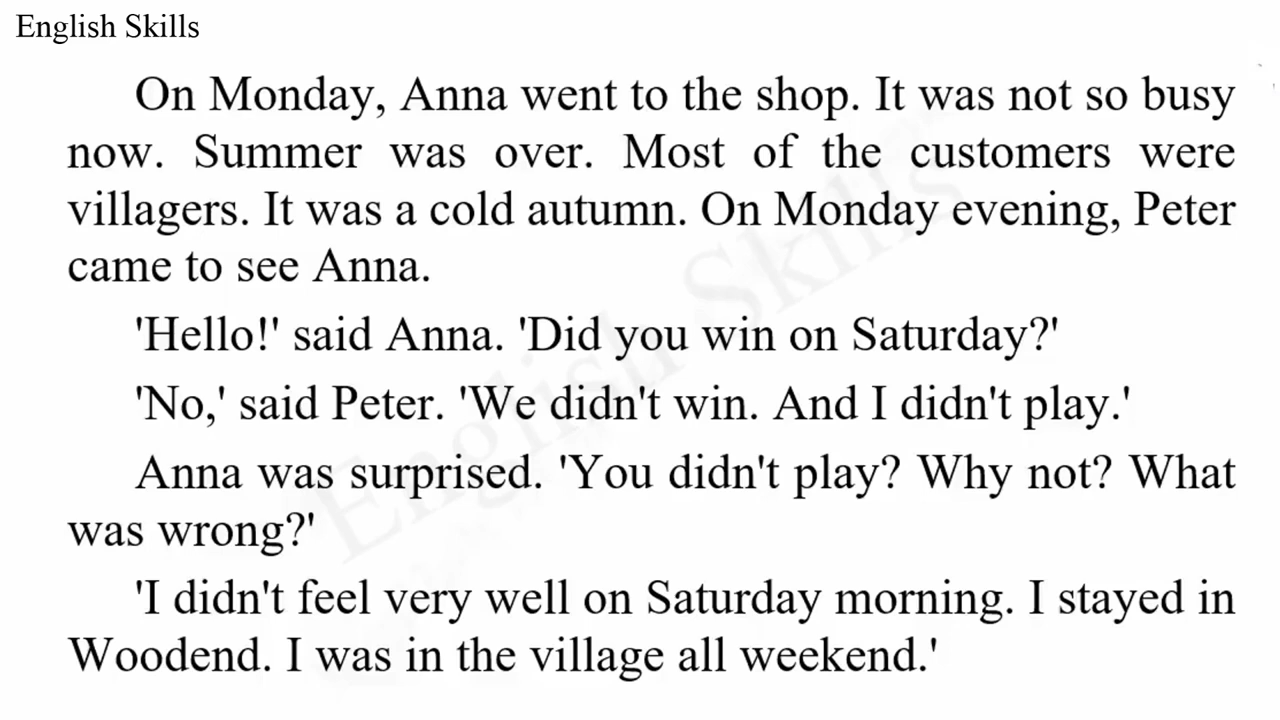 English Skills
On Monday, Anna went to the shop. It was not so busy
now. Summer was over. Most of the customers were
villagers. It was a cold autumn. On Monday evening, Peter
came to see Anna.
'Hello!' said Anna. 'Did you win on Saturday?'
'No,' said Peter. 'We didn't win. And I didn't play.'
Anna was surprised. 'You didn't play? Why not? What
was wrong?'
'I didn't feel very well on Saturday morning. I stayed in
Woodend. I was in the village all weekend.'
English Skills